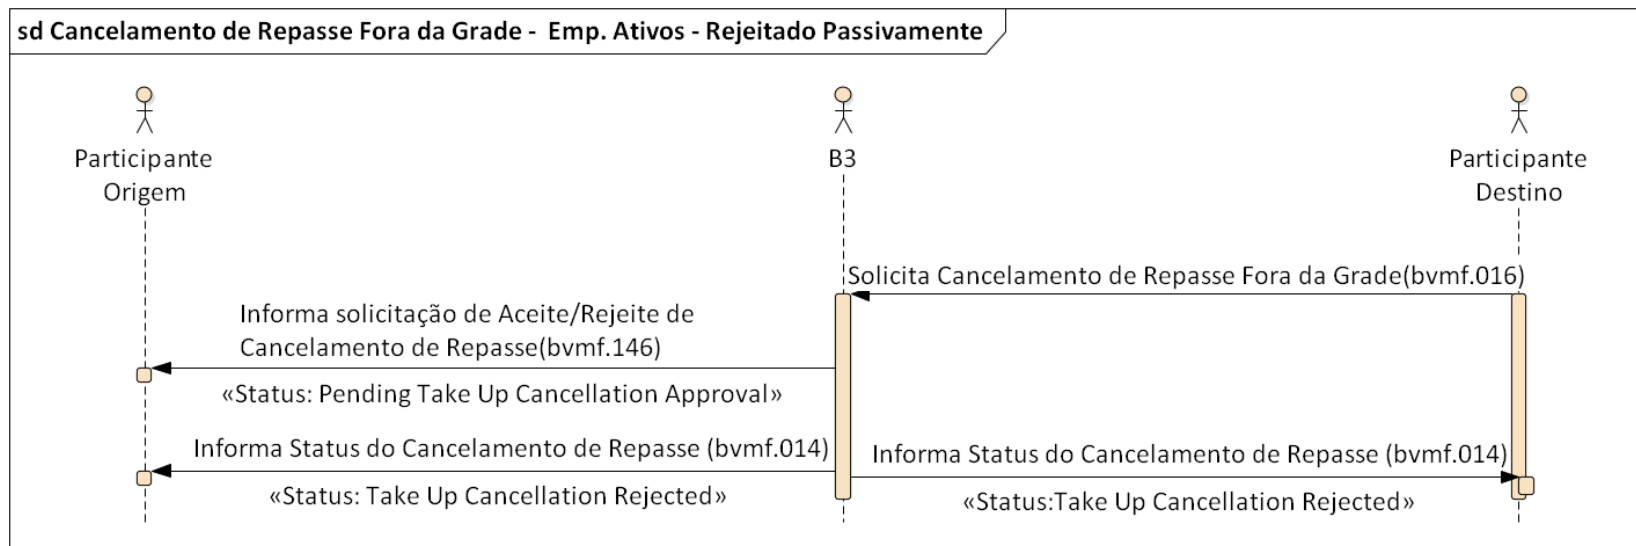 sd Cancelamento de Repasse Fora da Grade - Emp. Ativos - Rejeitado Passivamente
Participante
Origem
B3
Participante
Destino
Solicita Cancelamento de Repasse Fora da Grade(bvmf.016)
Informa solicitação de Aceite/Rejeite de
Cancelamento de Repasse(bvmf.146)
«Status: Pending Take Up Cancellation Approval»
Informa Status do Cancelamento de Repasse (bvmf.014)
«Status: Take Up Cancellation Rejected»
Informa Status do Cancelamento de Repasse (bvmf.014)
«Status:Take Up Cancellation Rejected»